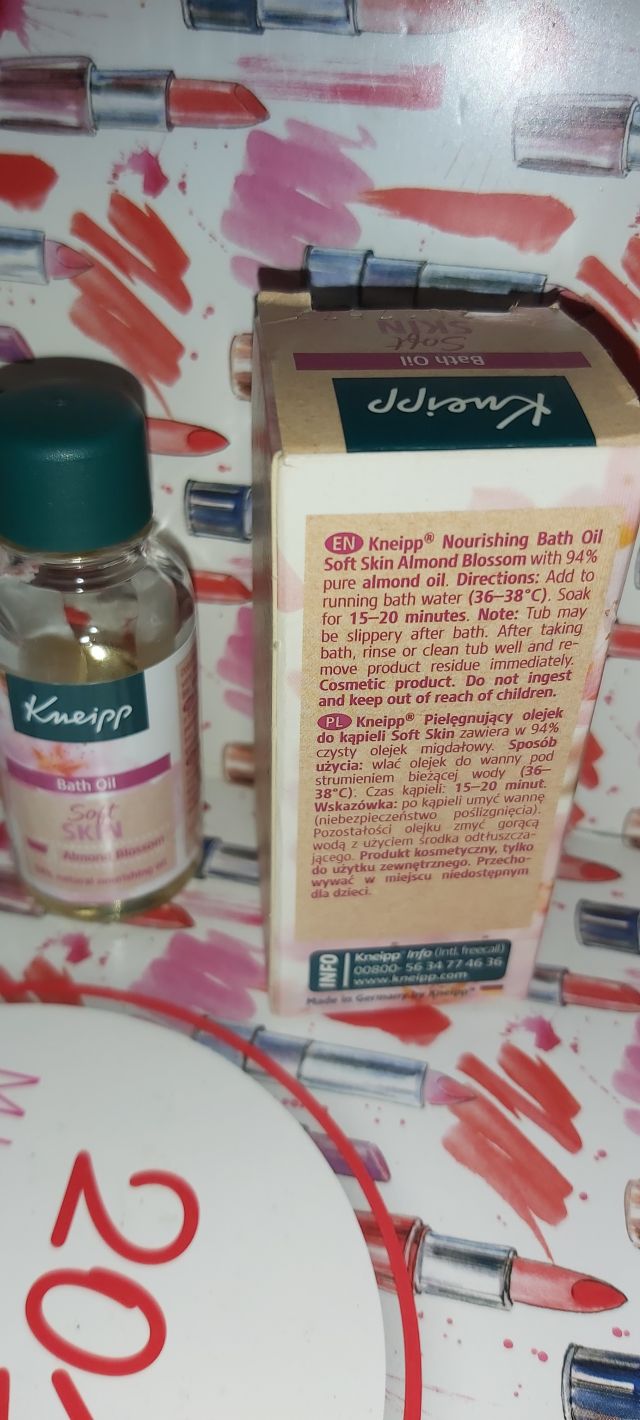 Soft
SKIN
Bath Oil
Kneipp
EN Kneipp® Nourishing Bath Oil
Soft Skin Almond Blossom with 94%
pure almond oil. Directions: Add to
running bath water (36–38°C). Soak
for 15–20 minutes. Note: Tub may
be slippery after bath. After taking
bath, rinse or clean tub well and re-
move product residue immediately.
Cosmetic product. Do not ingest
and keep out of reach of children.
PL Kneipp® Pielęgnujący olejek
do kąpieli Soft Skin zawiera w 94%
czysty olejek migdałowy. Sposób
użycia: wlać olejek do wanny pod
strumieniem bieżącej wody (36–
38°C). Czas kąpieli: 15–20 minut.
Wskazówka: po kąpieli umyć wannę
(niebezpieczeństwo poślizgnięcia).
Pozostałości olejku zmyć gorącą
wodą z użyciem środka odtłuszcza-
jącego. Produkt kosmetyczny, tylko
do użytku zewnętrznego. Przecho-
wywać w miejscu niedostępnym
dla dzieci.
INFO
Kneipp® Info (Intl. freecall)
00800- 56 34 77 46 36
www.kneipp.com
Made in Germany by Kneipp®
Kneipp
Bath Oil
Soft
SKIN
Almond Blossom
natural nourishing oil
20